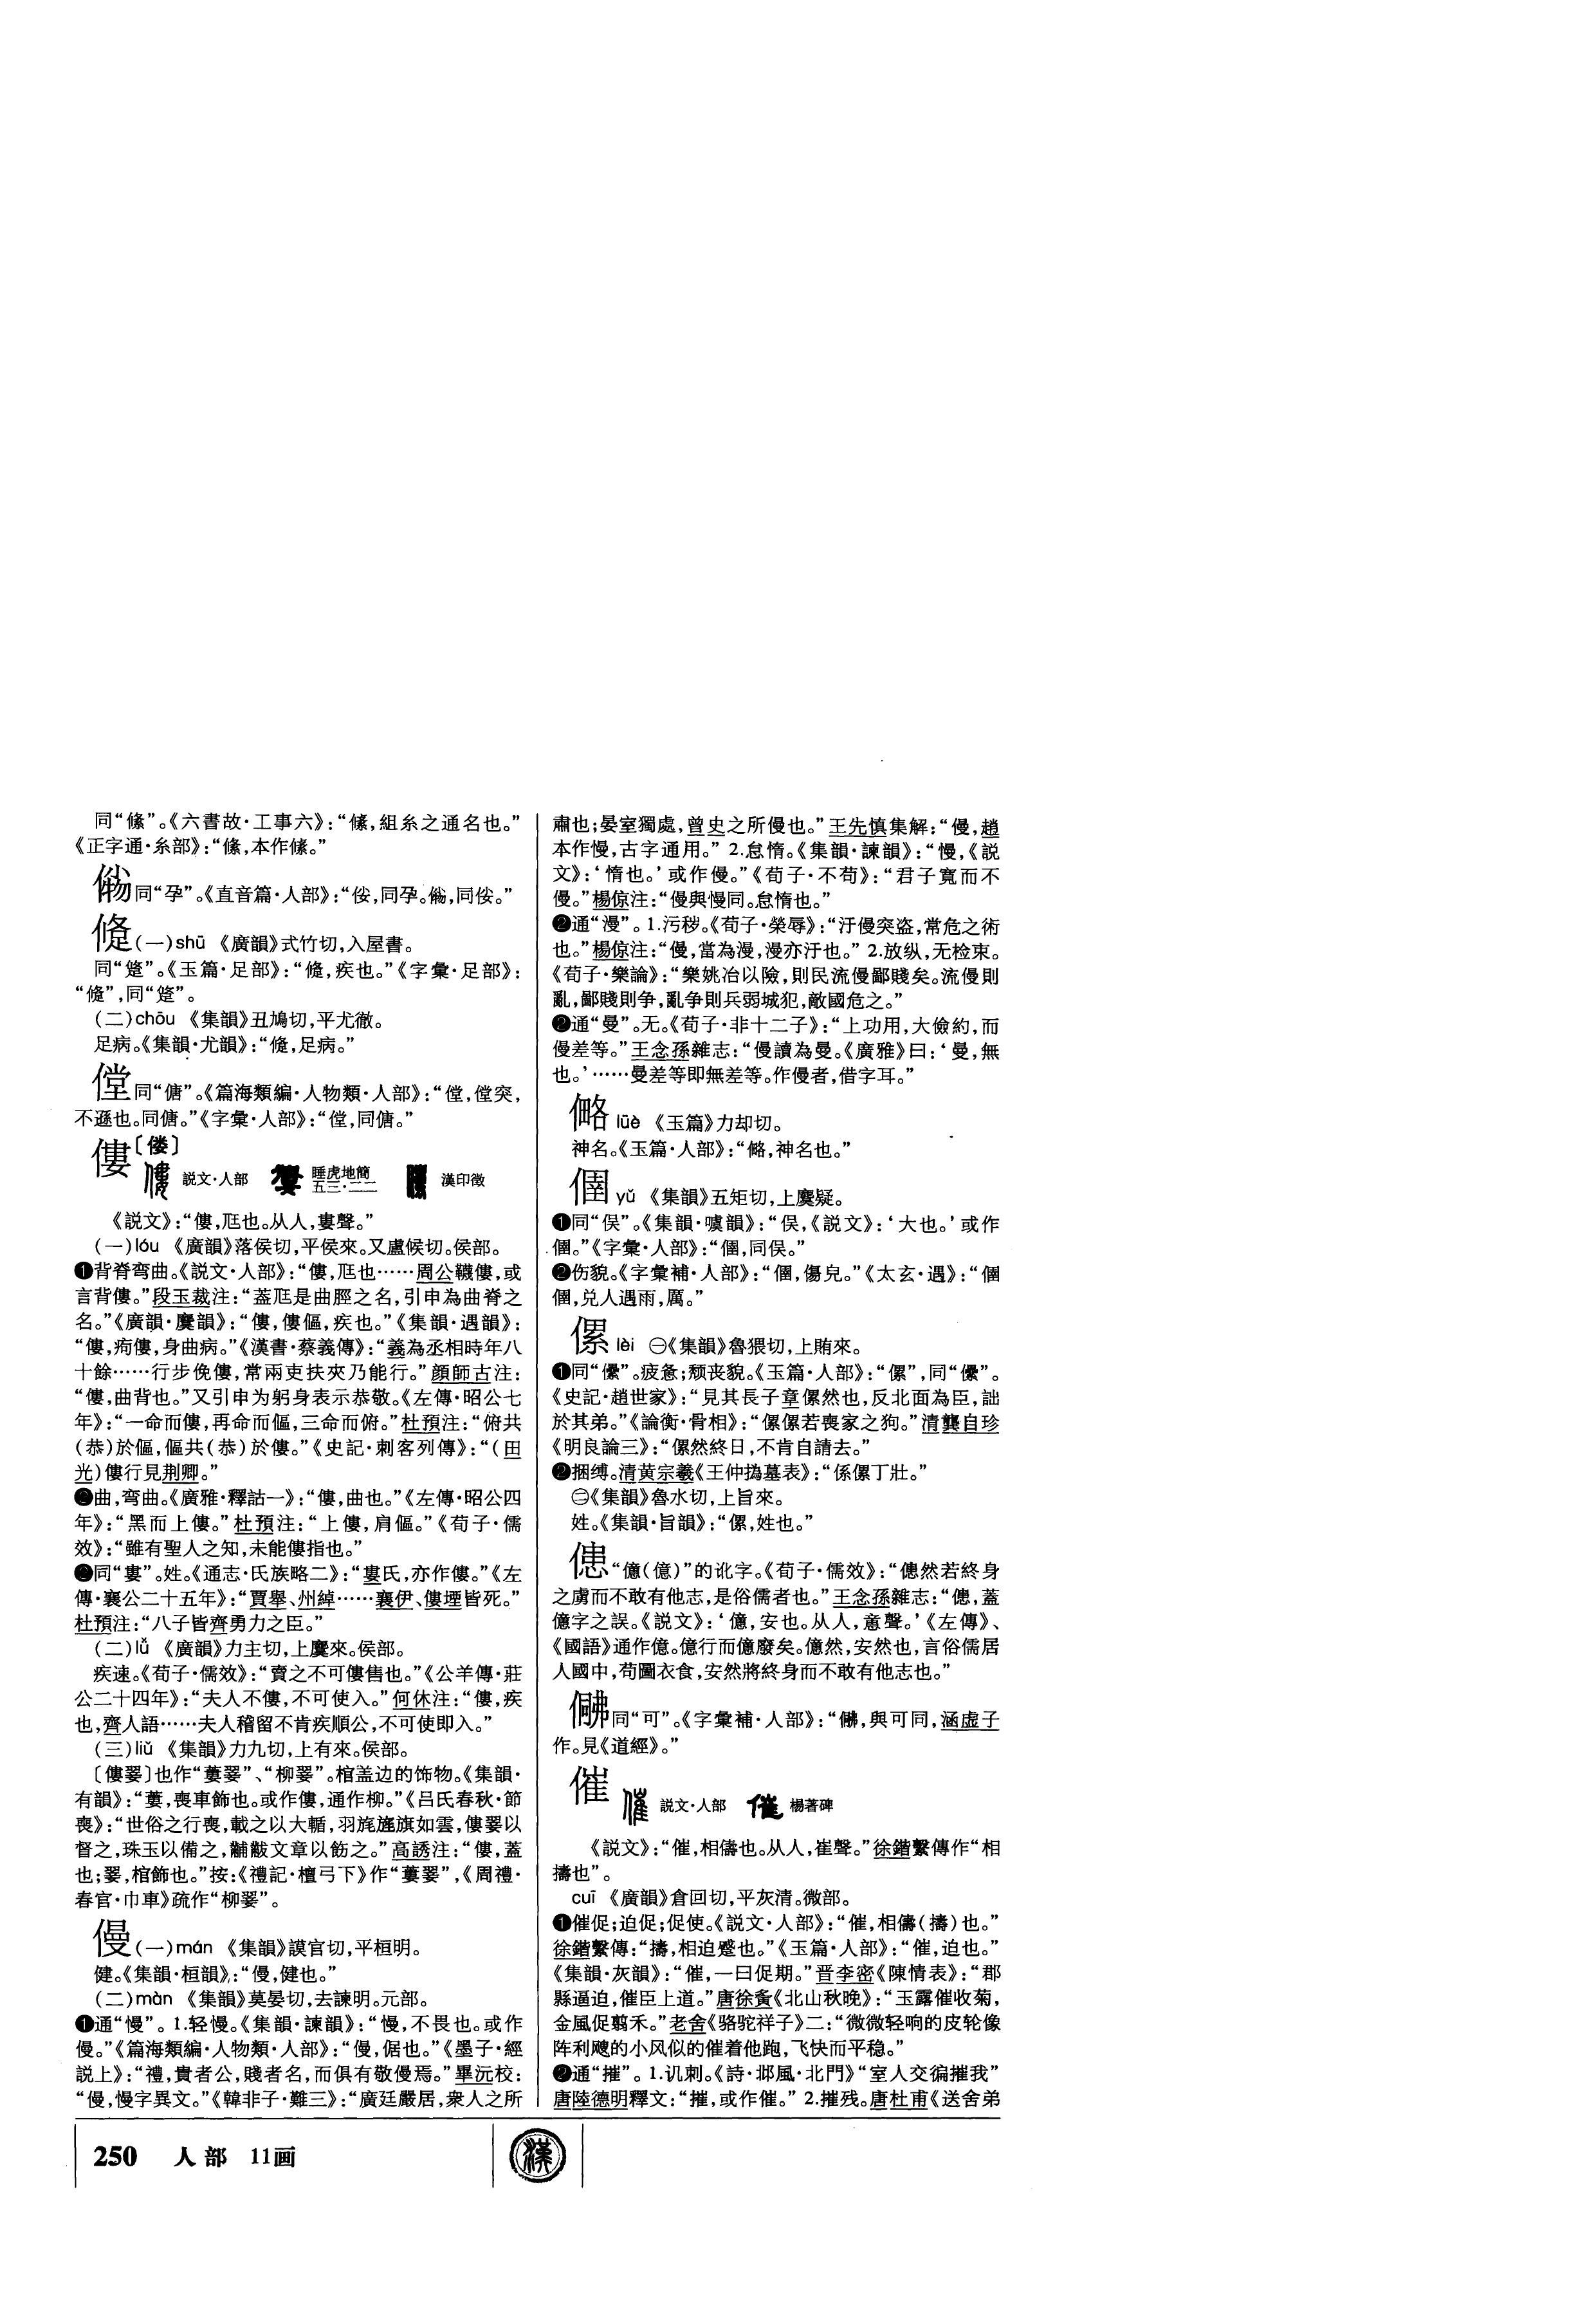 同“絛”。《六書故·工事六》：“絛，組糸之通名也。”
《正字通·糸部》：“絛，本作絛。”
同“孕”。《直音篇·人部》：“㑗，同孕。同㑗。”
(一)shū 《廣韻》式竹切，入屋書。
同“䟉”。《玉篇·足部》：“疾也。”《字彙·足部》：
(二)chōu 《集韻》丑鳩切，平尤徹。
足病。《集韻·尤韻》：“足病。”
傏 同“傏”。《篇海類編·人物類·人部》：“突，
不遜也。同傏。”《字彙·人部》：“同傏。”
僂〔偻〕
説文·人部 睡虎地簡五三·二二 漢印徵
《説文》：“僂，尫也。从人，婁聲。”
(一)lóu 《廣韻》落侯切，平侯來。又盧候切。侯部。
❶背脊弯曲。《説文·人部》：“僂，尫也……周公韤僂，或
言背僂。”段玉裁注：“蓋尫是曲脛之名，引申為曲脊之
名。”《廣韻·麌韻》：“僂，僂傴，疾也。”《集韻·遇韻》：
“僂，痀僂，身曲病。”《漢書·蔡義傳》：“義為丞相時年八
十餘……行步俛僂，常兩吏扶夾乃能行。”顔師古注：
“僂，曲背也。”又引申为躬身表示恭敬。《左傳·昭公七
年》：“一命而僂，再命而傴，三命而俯。”杜預注：“俯共
(恭)於傴，傴共(恭)於僂。”《史記·刺客列傳》：“(田
光)僂行見荆卿。”
❷曲，弯曲。《廣雅·釋詁一》：“僂，曲也。”《左傳·昭公四
年》：“黑而上僂。”杜預注：“上僂，肩傴。”《荀子·儒
效》：“雖有聖人之知，未能僂指也。”
❸同“婁”。姓。《通志·氏族略二》：“婁氏，亦作僂。”《左
傳·襄公二十五年》：“賈舉、州綽……襄伊、僂堙皆死。”
杜預注：“八子皆齊勇力之臣。”
(二)lǚ 《廣韻》力主切，上麌來。侯部。
疾速。《荀子·儒效》：“賣之不可僂售也。”《公羊傳·莊
公二十四年》：“夫人不僂，不可使入。”何休注：“僂，疾
也，齊人語……夫人稽留不肯疾順公，不可使即入。”
(三)liǔ 《集韻》力九切，上有來。侯部。
〔僂翣〕也作“蔞翣”、“柳翣”。棺盖边的饰物。《集韻·
有韻》：“蔞，喪車飾也。或作僂，通作柳。”《吕氏春秋·節
喪》：“世俗之行喪，載之以大輴，羽旄旌旗如雲，僂翣以
督之，珠玉以備之，黼黻文章以飭之。”高誘注：“僂，蓋
也；翣，棺飾也。”按：《禮記·檀弓下》作“蔞翣”，《周禮·
春官·巾車》疏作“柳翣”。
僈(一)mán 《集韻》謨官切，平桓明。
健。《集韻·桓韻》：“僈，健也。”
(二)màn 《集韻》莫晏切，去諫明。元部。
❶通“慢”。1.轻慢。《集韻·諫韻》：“慢，不畏也。或作
僈。”《篇海類編·人物類·人部》：“僈，倨也。”《墨子·經
説上》：“禮，貴者公，賤者名，而俱有敬僈焉。”畢沅校：
“僈，慢字異文。”《韓非子·難三》：“廣廷嚴居，衆人之所
肅也；晏室獨處，曾史之所僈也。”王先慎集解：“僈，趙
本作慢，古字通用。”2.怠惰。《集韻·諫韻》：“慢，《説
文》：‘惰也。’或作僈。”《荀子·不苟》：“君子寬而不
僈。”楊倞注：“僈與慢同。怠惰也。”
❷通“漫”。1.污秽。《荀子·榮辱》：“汙僈突盗，常危之術
也。”楊倞注：“僈，當為漫，漫亦汙也。”2.放纵，无检束。
《荀子·樂論》：“樂姚冶以險，則民流僈鄙賤矣。流僈則
亂，鄙賤則争，亂争則兵弱城犯，敵國危之。”
❸通“曼”。无。《荀子·非十二子》：“上功用，大儉約，而
僈差等。”王念孫雜志：“僈讀為曼。《廣雅》曰：‘曼，無
也。’……曼差等即無差等。作僈者，借字耳。”
lüè 《玉篇》力却切。
神名。《玉篇·人部》：“神名也。”
yǔ 《集韻》五矩切，上麌疑。
❶同“俁”。《集韻·噳韻》：“俁，《説文》：‘大也。’或作
《字彙·人部》：“同俁。”
❷伤貌。《字彙補·人部》：“傷皃。”《太玄·遇》：
兑人遇雨，厲。”
傫 lèi ㊀《集韻》魯猥切，上賄來。
❶同“儽”。疲惫；颓丧貌。《玉篇·人部》：“傫”，同“儽”。
《史記·趙世家》：“見其長子章傫然也，反北面為臣，詘
於其弟。”《論衡·骨相》：“傫傫若喪家之狗。”清龔自珍
《明良論三》：“傫然終日，不肯自請去。”
❷捆缚。清黄宗羲《王仲撝墓表》：“係傫丁壯。”
㊁《集韻》魯水切，上旨來。
姓。《集韻·旨韻》：“傫，姓也。”
僡“億(億)”的讹字。《荀子·儒效》：“僡然若終身
之虜而不敢有他志，是俗儒者也。”王念孫雜志：“僡，蓋
億字之誤。《説文》：‘億，安也。从人，意聲。’《左傳》、
《國語》通作億。億行而億廢矣。億然，安然也，言俗儒居
人國中，苟圖衣食，安然將終身而不敢有他志也。”
同“可”。《字彙補·人部》：“與可同，涵虚子
作。見《道經》。”
催
説文·人部 楊著碑
《説文》：“催，相儔也。从人，崔聲。”徐鍇繫傳作“相
擣也”。
cuī 《廣韻》倉回切，平灰清。微部。
❶催促；迫促；促使。《説文·人部》：“催，相儔(擣)也。”
徐鍇繫傳：“擣，相迫蹙也。”《玉篇·人部》：“催，迫也。”
《集韻·灰韻》：“催，一曰促期。”晋李密《陳情表》：“郡
縣逼迫，催臣上道。”唐徐夤《北山秋晚》：“玉露催收菊，
金風促翦禾。”老舍《骆驼祥子》二：“微微轻响的皮轮像
阵利飕的小风似的催着他跑，飞快而平稳。”
❷通“摧”。1.讥刺。《詩·邶風·北門》“室人交徧摧我”
唐陸德明釋文：“摧，或作催。”2.摧残。唐杜甫《送舍弟
250 人部 11画
漢